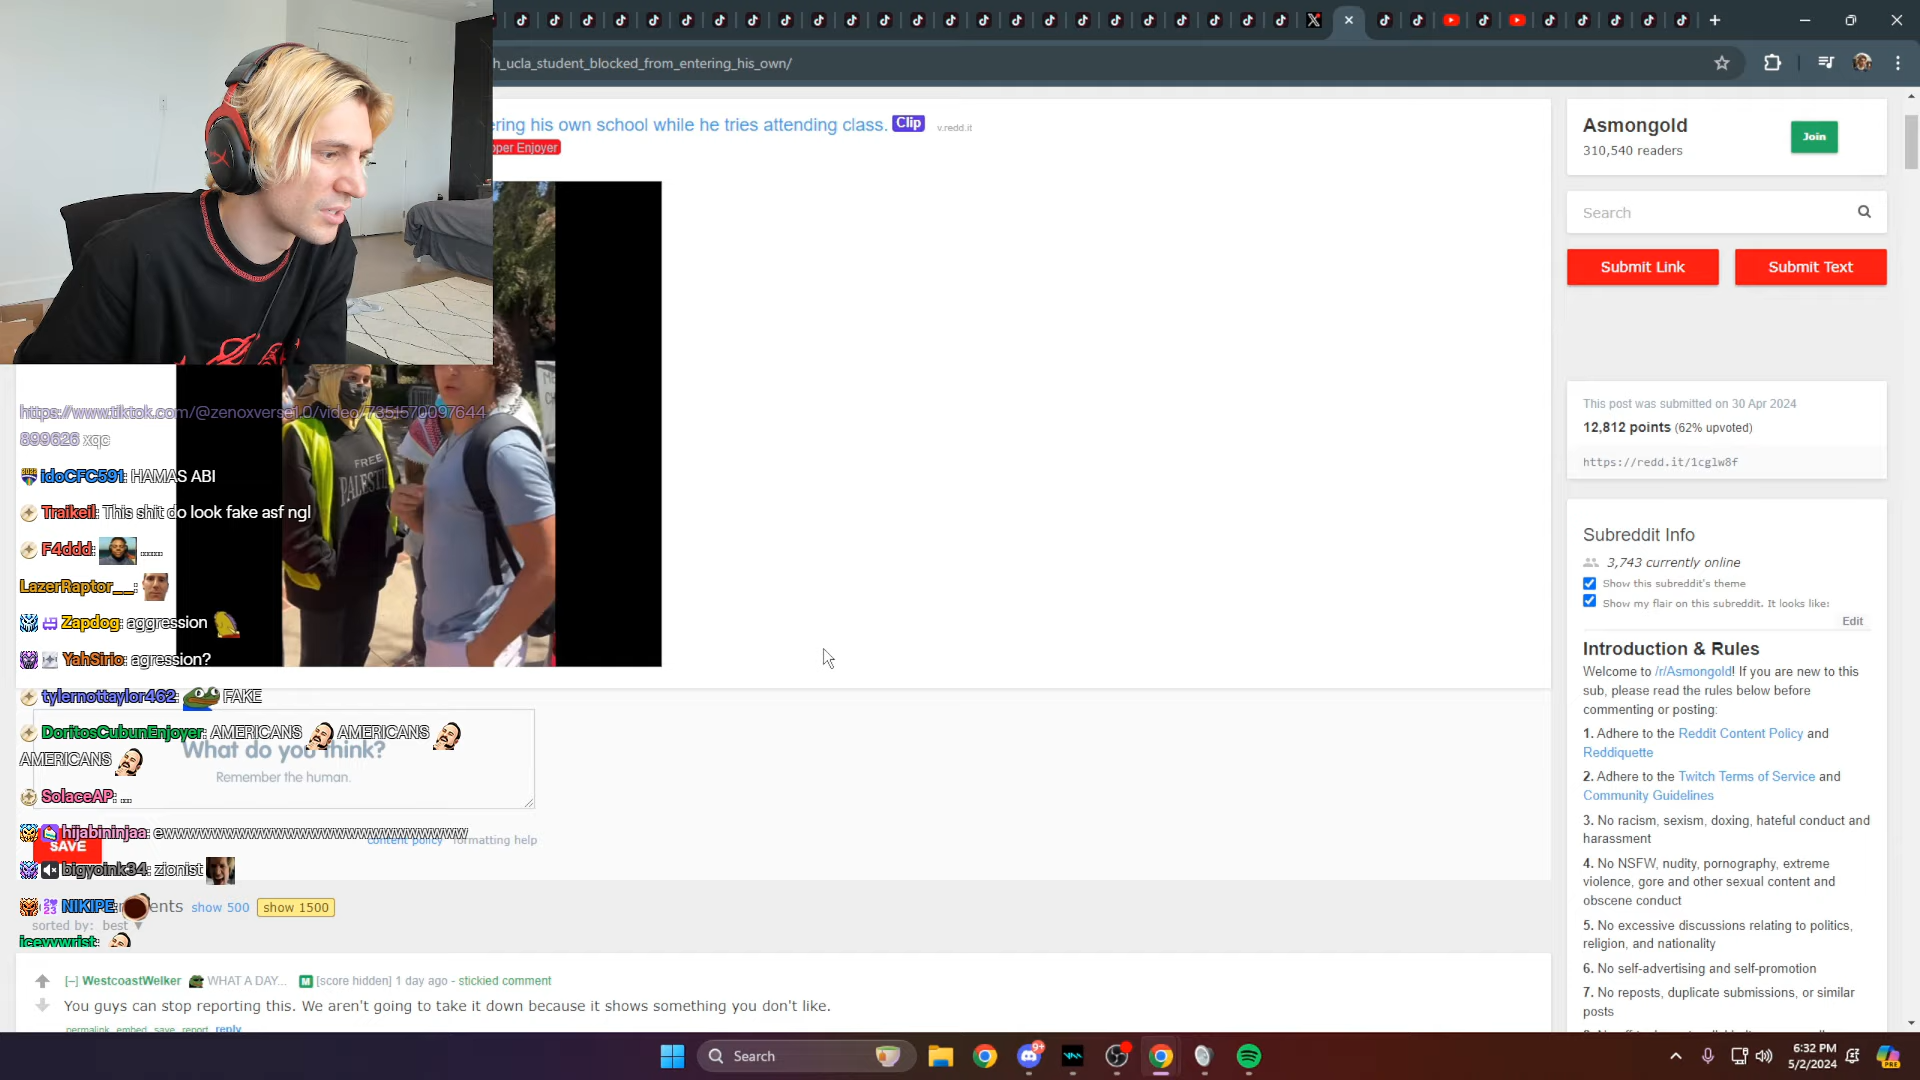 h_ucla_student_blocked_from_entering_his_own/
ering his own school while he tries attending class. Clip v.redd.it
pper Enjoyer
Asmongold
310,540 readers
Join
Search
Submit Link Submit Text
This post was submitted on 30 Apr 2024
12,812 points (62% upvoted)
https://redd.it/1cglw8f
Subreddit Info
3,743 currently online
Show this subreddit's theme
Show my flair on this subreddit. It looks like:
Edit
Introduction & Rules
Welcome to /r/Asmongold! If you are new to this
sub, please read the rules below before
commenting or posting:
1. Adhere to the Reddit Content Policy and
Reddiquette
2. Adhere to the Twitch Terms of Service and
Community Guidelines
3. No racism, sexism, doxing, hateful conduct and
harassment
4. No NSFW, nudity, pornography, extreme
violence, gore and other sexual content and
obscene conduct
5. No excessive discussions relating to politics,
religion, and nationality
6. No self-advertising and self-promotion
7. No reposts, duplicate submissions, or similar
posts
FREE
PALESTINE
https://www.tiktok.com/@zenoxverse1.0/video/7351570097644
899626 xqc
idoCFC591: HAMAS ABI
Traikeil: This shit do look fake asf ngl
F4ddd: ......
LazerRaptor__:
Zapdog: aggression
YahSirio: agression?
tylernottaylor462: FAKE
DoritosCubunEnjoyer: AMERICANS AMERICANS
AMERICANS
What do you think?
Remember the human.
SolaceAP: ...
hijabininjaa: ewwwwwwwwwwwwwwwwwwwwwwww
content policy formatting help
SAVE
bigyoink34: zionist
NIKIPE: ents show 500 show 1500
sorted by: best
icevvwrist:
[–] WestcoastWelker WHAT A DAY... M [score hidden] 1 day ago - stickied comment
You guys can stop reporting this. We aren't going to take it down because it shows something you don't like.
permalink embed save report reply
Search
9+
6:32 PM
5/2/2024
PRE